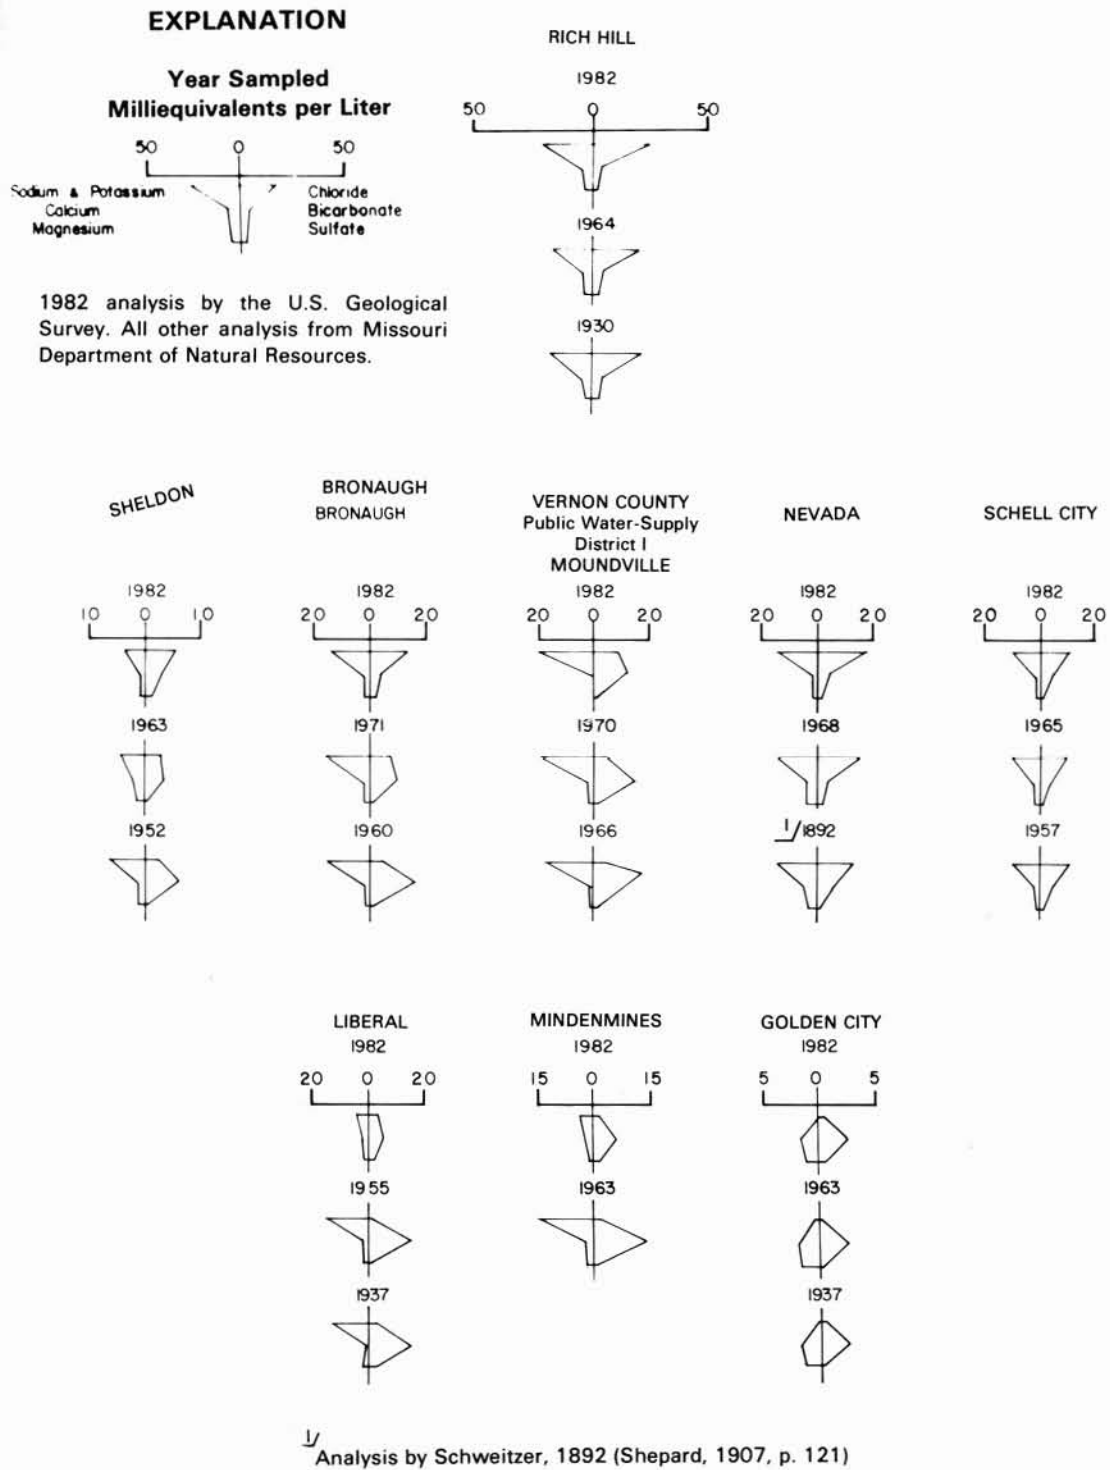 EXPLANATION
Year Sampled
Milliequivalents per Liter
50 0 50
Sodium & Potassium Chloride
Calcium Bicarbonate
Magnesium Sulfate
1982 analysis by the U.S. Geological
Survey. All other analysis from Missouri
Department of Natural Resources.
RICH HILL
1982
50 0 50
1964
1930
SHELDON
1982
10 0 10
1963
1952
BRONAUGH
BRONAUGH
1982
20 0 20
1971
1960
VERNON COUNTY
Public Water-Supply
District I
MOUNDVILLE
1982
20 0 20
1970
1966
NEVADA
1982
20 0 20
1968
1/1892
SCHELL CITY
1982
20 0 20
1965
1957
LIBERAL
1982
20 0 20
1955
1937
MINDENMINES
1982
15 0 15
1963
GOLDEN CITY
1982
5 0 5
1963
1937
1/Analysis by Schweitzer, 1892 (Shepard, 1907, p. 121)